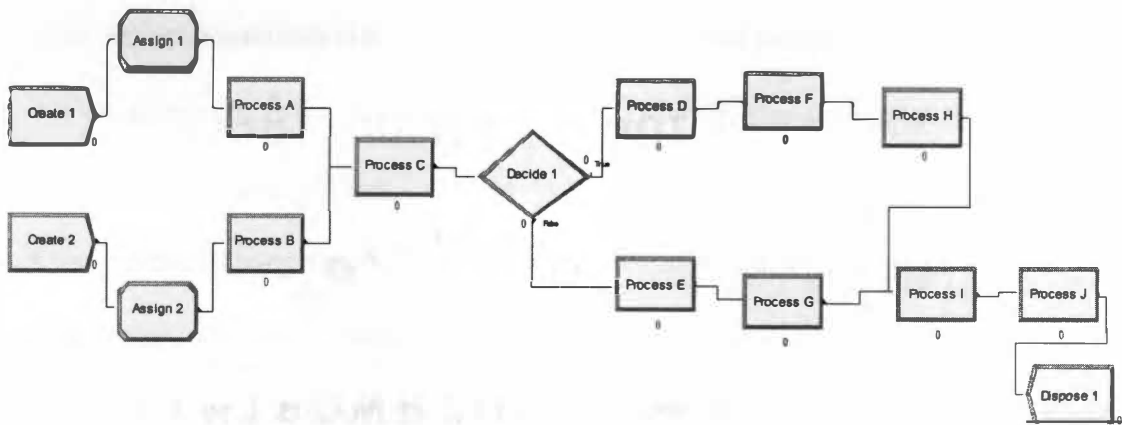 Assign 1
Create 1
0
Process A
0
Process C
0
Create 2
0
Process B
0
Assign 2
Decide 1
0
True
0
False
Process D
0
Process F
0
Process H
0
Process E
0
Process G
0
Process I
0
Process J
0
Dispose 1
0